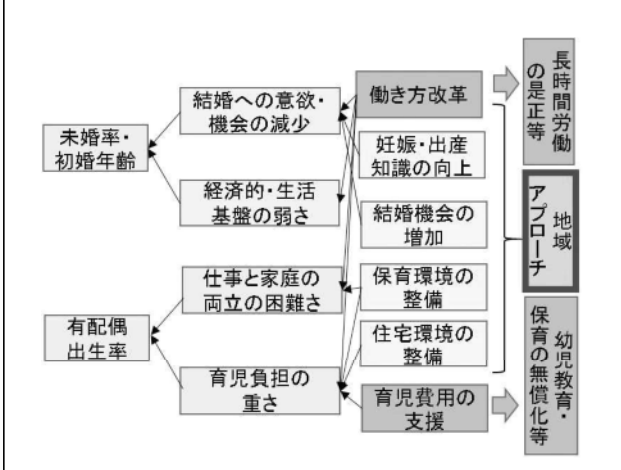 未婚率・
初婚年齢
有配偶
出生率
結婚への意欲・
機会の減少
経済的・生活
基盤の弱さ
仕事と家庭の
両立の困難さ
育児負担の
重さ
働き方改革
妊娠・出産
知識の向上
結婚機会の
増加
保育環境の
整備
住宅環境の
整備
育児費用の
支援
長時間労働
の是正等
地域
アプローチ
幼児教育・
保育の無償化等